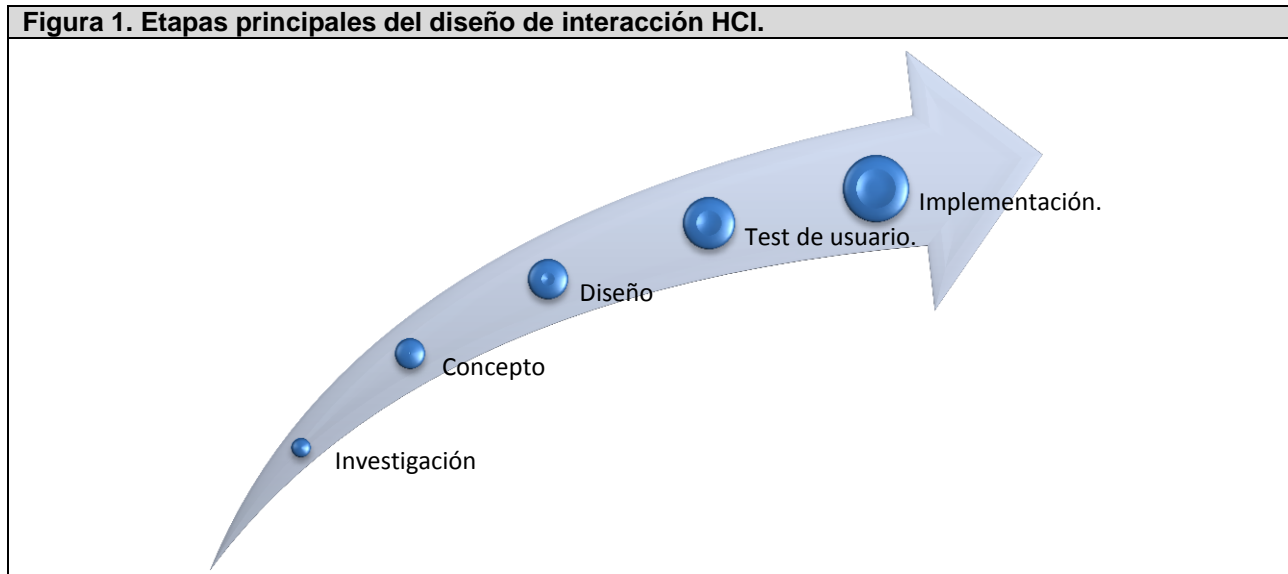 Figura 1. Etapas principales del diseño de interacción HCI.
Implementación.
Test de usuario.
Diseño
Concepto
Investigación